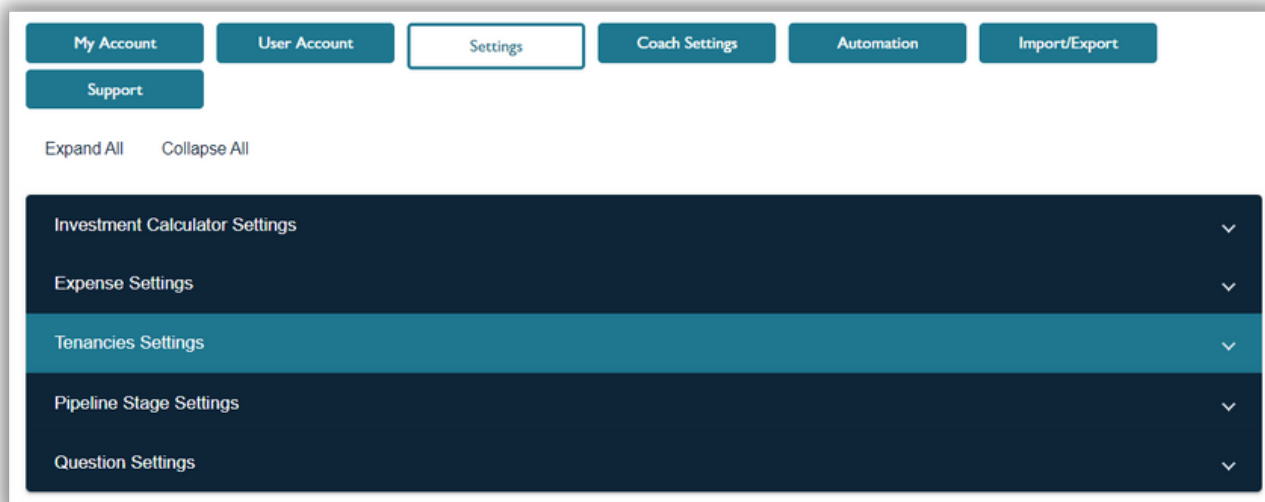 My Account User Account Settings Coach Settings Automation Import/Export
Support
Expand All Collapse All
Investment Calculator Settings
Expense Settings
Tenancies Settings
Pipeline Stage Settings
Question Settings